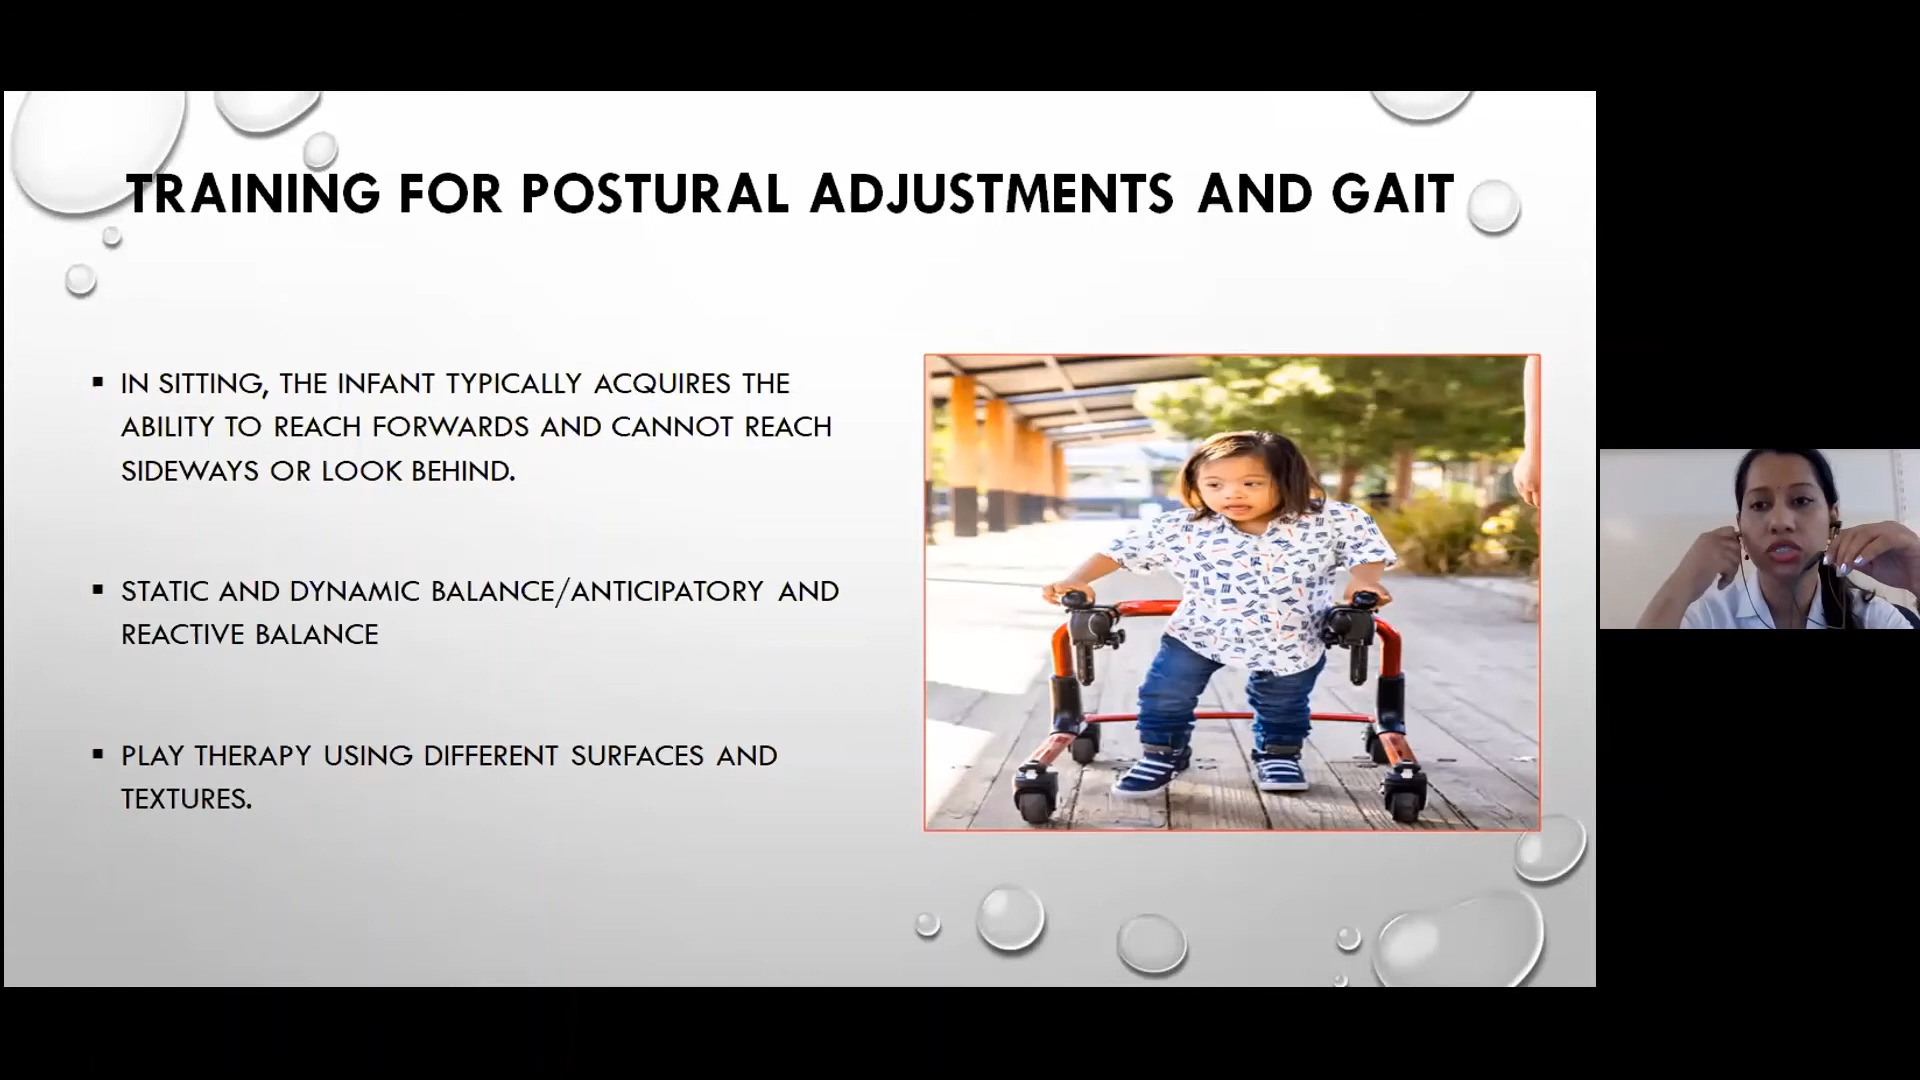 TRAINING FOR POSTURAL ADJUSTMENTS AND GAIT
▪ IN SITTING, THE INFANT TYPICALLY ACQUIRES THE
ABILITY TO REACH FORWARDS AND CANNOT REACH
SIDEWAYS OR LOOK BEHIND.
▪ STATIC AND DYNAMIC BALANCE/ANTICIPATORY AND
REACTIVE BALANCE
▪ PLAY THERAPY USING DIFFERENT SURFACES AND
TEXTURES.